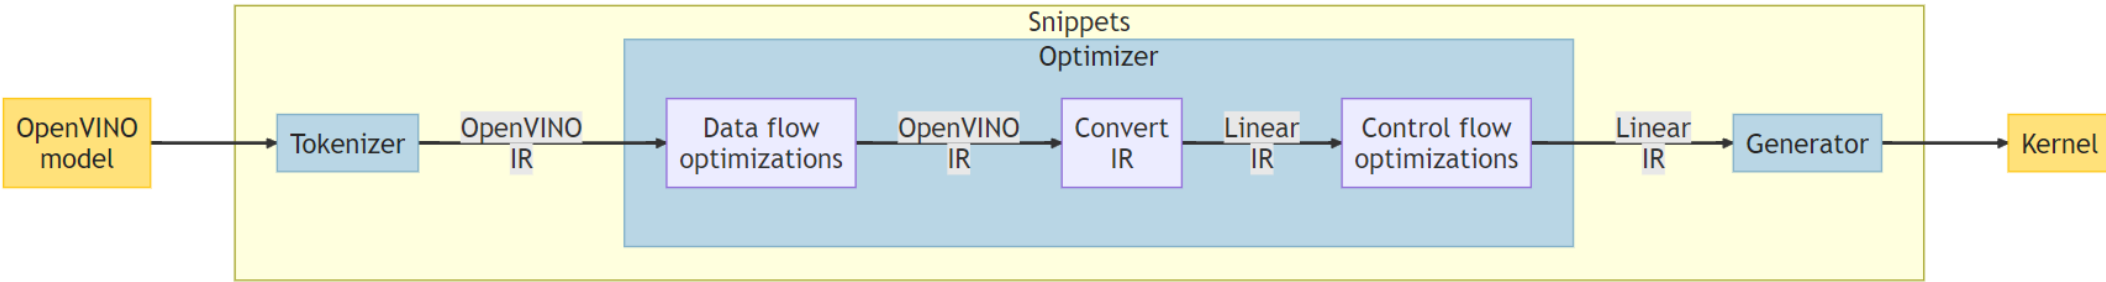 Snippets
Optimizer
OpenVINO
model
Tokenizer
OpenVINO
IR
Data flow
optimizations
OpenVINO
IR
Convert
IR
Linear
IR
Control flow
optimizations
Linear
IR
Generator
Kernel